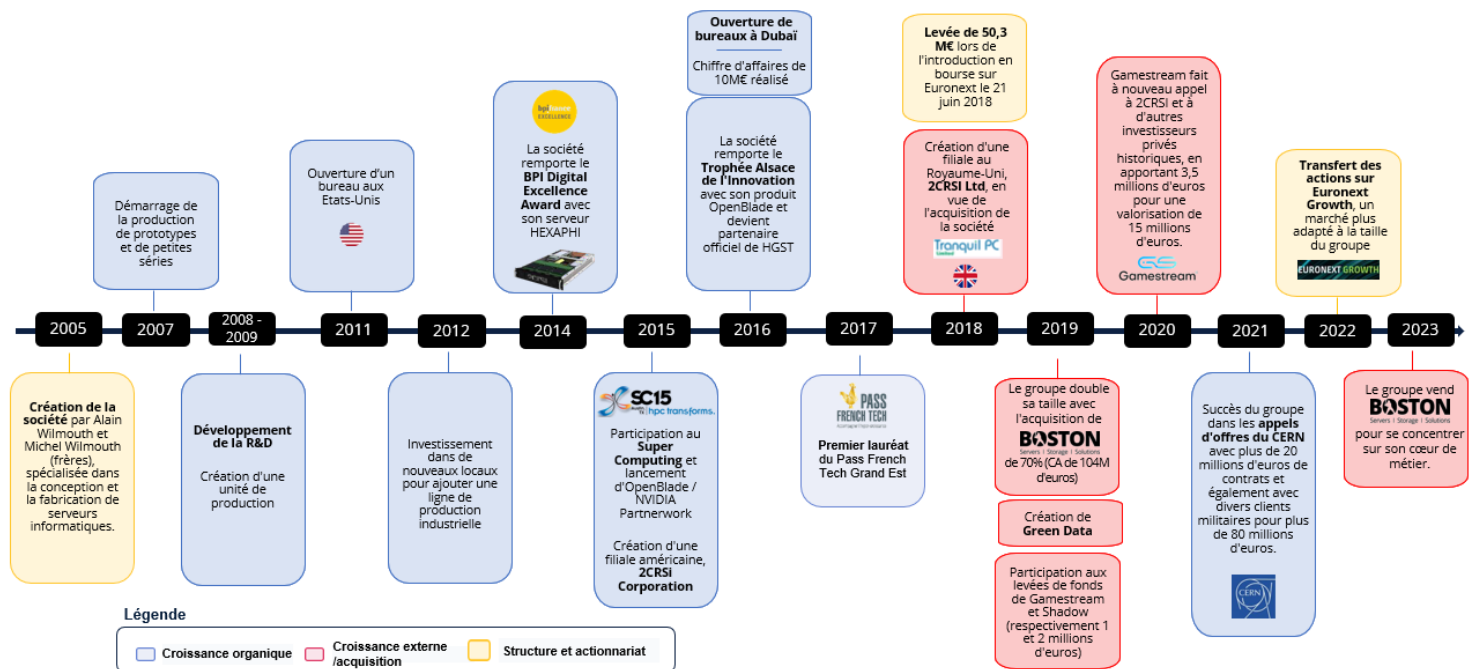 Ouverture de
bureaux à Dubaï
Chiffre d'affaires de
10M€ réalisé
Levée de 50,3
M€ lors de
l'introduction en
bourse sur
Euronext le 21
juin 2018
Gamestream fait
à nouveau appel
à 2CRSI et à
d'autres
investisseurs
privés
historiques, en
apportant 3,5
millions d'euros
pour une
valorisation de
15 millions
d'euros.
Gamestream
bpifrance
EXCELLENCE
La société
remporte le
BPI Digital
Excellence
Award avec
son serveur
HEXAPHI
La société
remporte le
Trophée Alsace
de l'Innovation
avec son produit
OpenBlade et
devient
partenaire
officiel de HGST
Création d'une
filiale au
Royaume-Uni,
2CRSI Ltd, en
vue de
l'acquisition de
la société
Tranquil PC
Limited
Ouverture d'un
bureau aux
Etats-Unis
Démarrage de
la production
de prototypes
et de petites
séries
Transfert des
actions sur
Euronext
Growth, un
marché plus
adapté à la taille
du groupe
EURONEXT GROWTH
2005
2007
2008 -
2009
2011
2012
2014
2015
2016
2017
2018
2019
2020
2021
2022
2023
Création de la
société par Alain
Wilmouth et
Michel Wilmouth
(frères),
spécialisée dans
la conception et
la fabrication de
serveurs
informatiques.
Développement
de la R&D
Création d'une
unité de
production
Investissement
dans de
nouveaux locaux
pour ajouter une
ligne de
production
industrielle
SC15
hpc transforms.
Participation au
Super
Computing et
lancement
d'OpenBlade /
NVIDIA
Partnerwork
Création d'une
filiale américaine,
2CRSi
Corporation
PASS
FRENCH TECH
Premier lauréat
du Pass French
Tech Grand Est
Le groupe double
sa taille avec
l'acquisition de
BOSTON
Servers | Storage | Solutions
de 70% (CA de 104M
d'euros)
Création de
Green Data
Participation aux
levées de fonds
de Gamestream
et Shadow
(respectivement 1
et 2 millions
d'euros)
Succès du groupe
dans les appels
d'offres du CERN
avec plus de 20
millions d'euros de
contrats et
également avec
divers clients
militaires pour plus
de 80 millions
d'euros.
CERN
Le groupe vend
BOSTON
Servers | Storage | Solutions
pour se concentrer
sur son cœur de
métier.
Légende
Croissance organique
Croissance externe
/acquisition
Structure et actionnariat